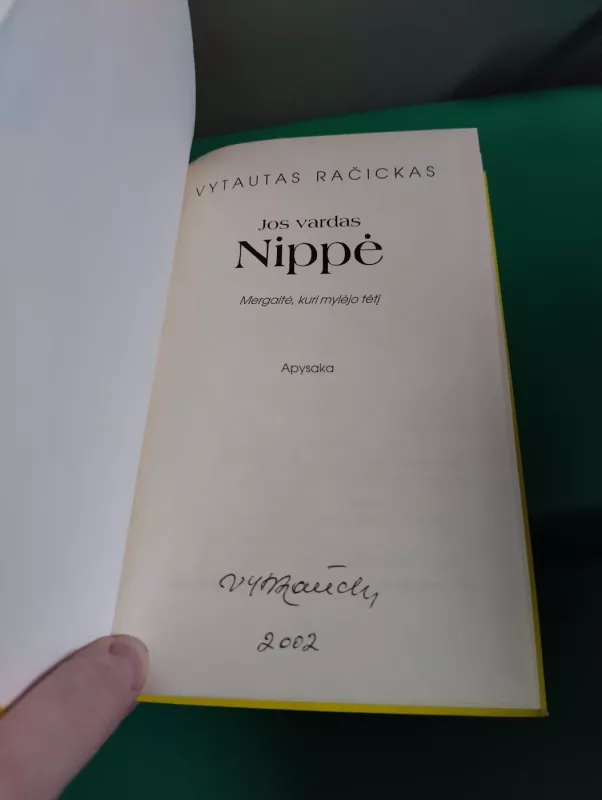 VYTAUTAS RAČICKAS
Jos vardas
Nippė
Mergaitė, kuri mylėjo tėtį
Apysaka
2002